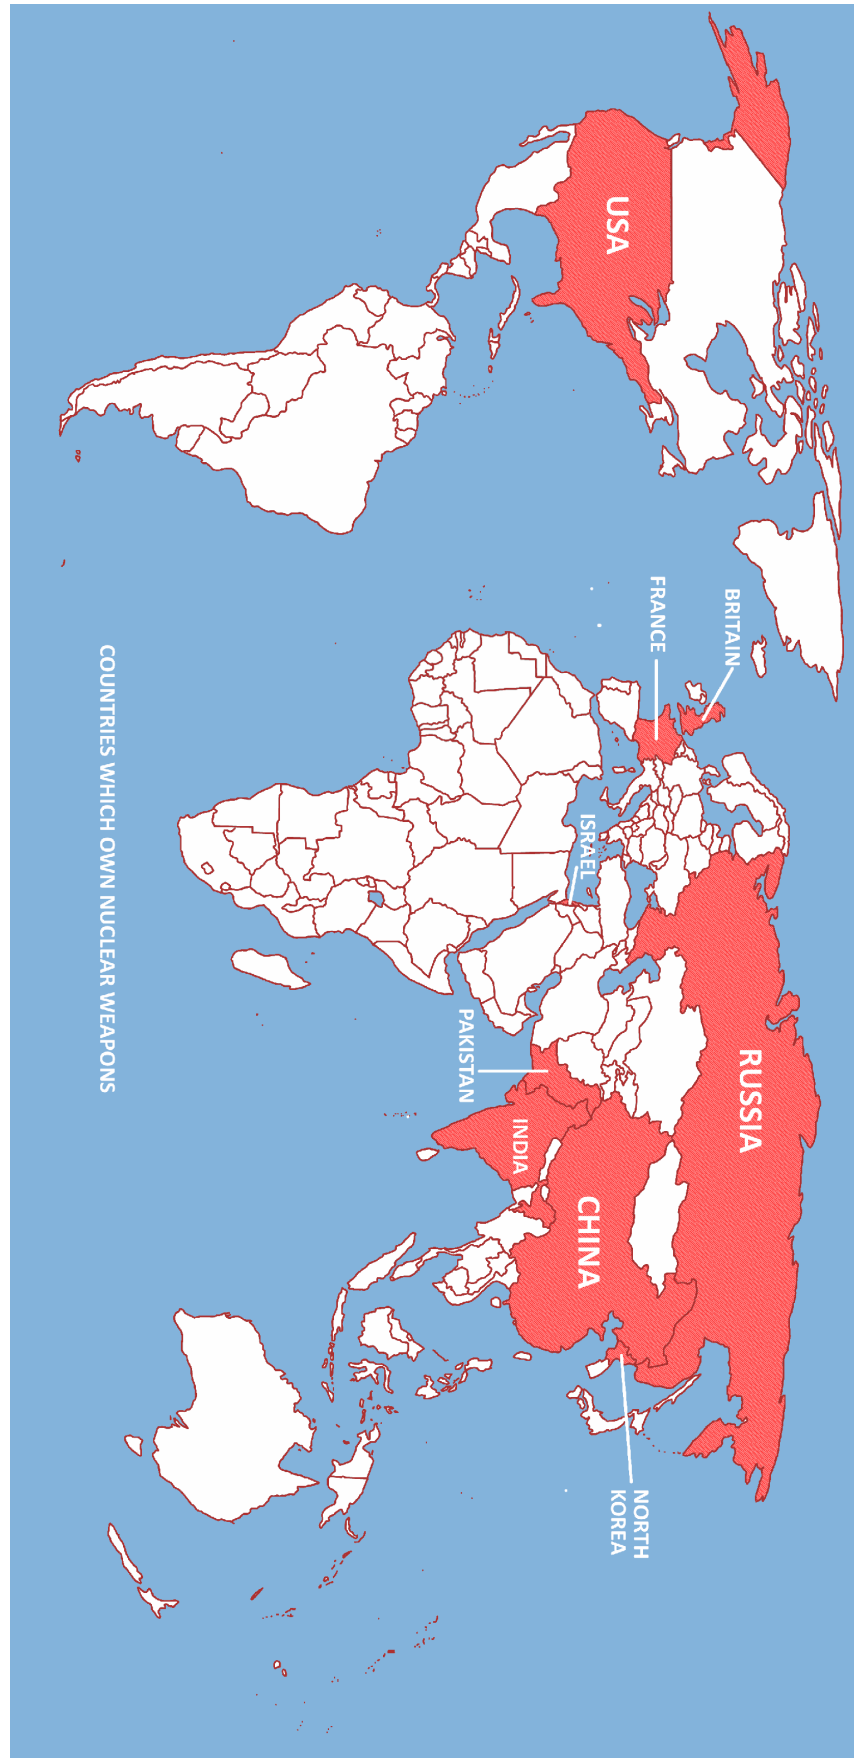 USA
BRITAIN
FRANCE
RUSSIA
ISRAEL
PAKISTAN
INDIA
CHINA
NORTH
KOREA
COUNTRIES WHICH OWN NUCLEAR WEAPONS